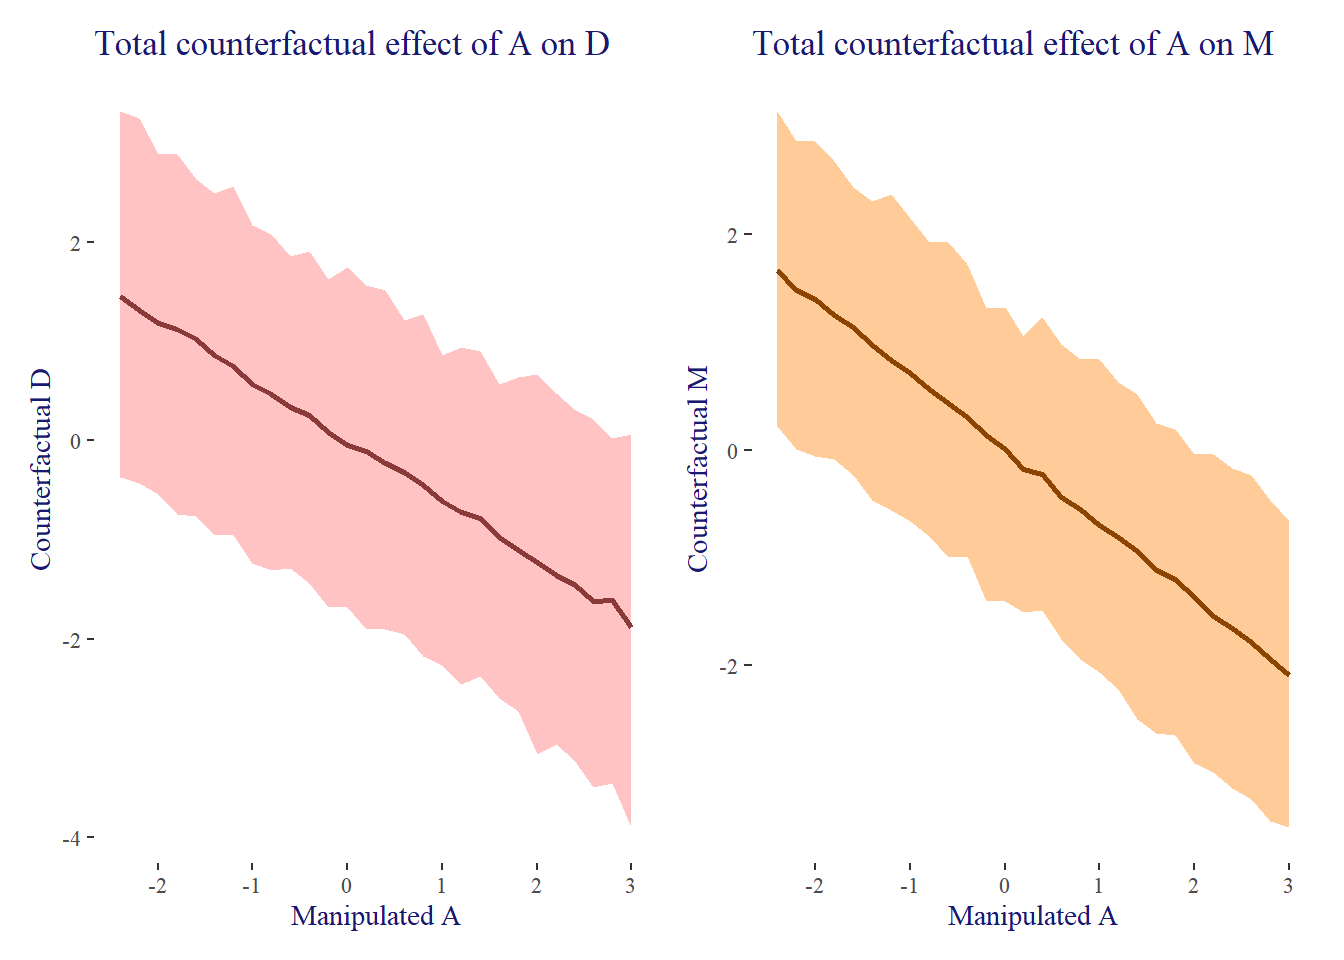 Total counterfactual effect of A on D
Counterfactual D
2
0
-2
-4
-2 -1 0 1 2 3
Manipulated A
Total counterfactual effect of A on M
Counterfactual M
2
0
-2
-2 -1 0 1 2 3
Manipulated A